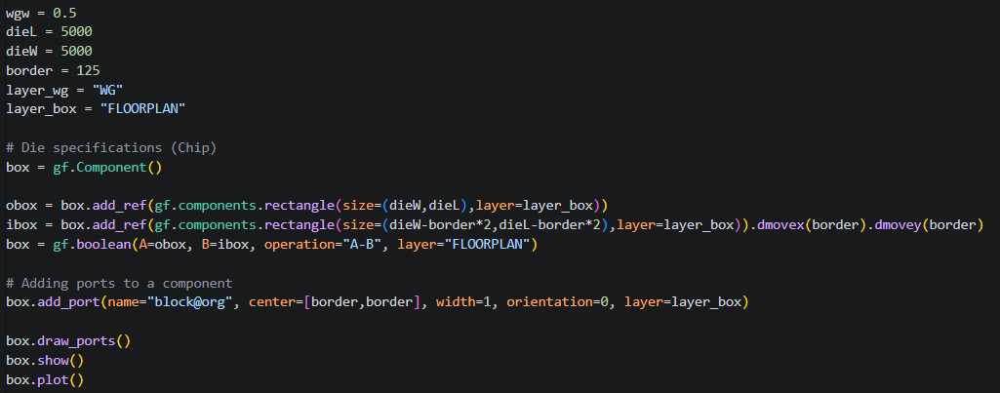 wgw = 0.5
dieL = 5000
dieW = 5000
border = 125
layer_wg = "WG"
layer_box = "FLOORPLAN"
# Die specifications (Chip)
box = gf.Component()
obox = box.add_ref(gf.components.rectangle(size=(dieW,dieL),layer=layer_box))
ibox = box.add_ref(gf.components.rectangle(size=(dieW-border*2,dieL-border*2),layer=layer_box)).dmovex(border).dmovey(border)
box = gf.boolean(A=obox, B=ibox, operation="A-B", layer="FLOORPLAN")
# Adding ports to a component
box.add_port(name="block@org", center=[border,border], width=1, orientation=0, layer=layer_box)
box.draw_ports()
box.show()
box.plot()